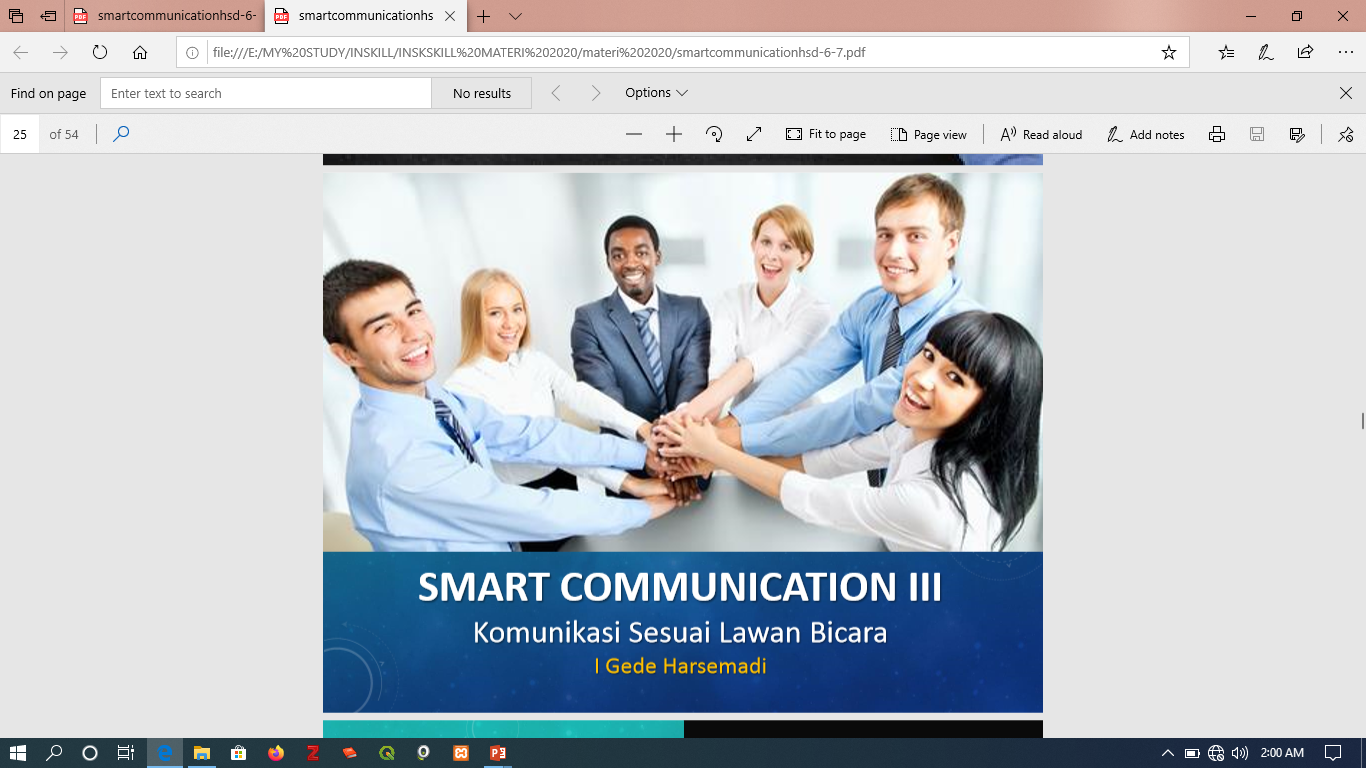 smartcommunicationhsd-6-
smartcommunicationhs
file:///E:/MY%20STUDY/INSKILL/INSKSKILL%20MATERI%202020/materi%202020/smartcommunicationhsd-6-7.pdf
Find on page
Enter text to search
No results
Options
25 of 54
Fit to page
Page view
Read aloud
Add notes
SMART COMMUNICATION III
Komunikasi Sesuai Lawan Bicara
I Gede Harsemadi
2:00 AM